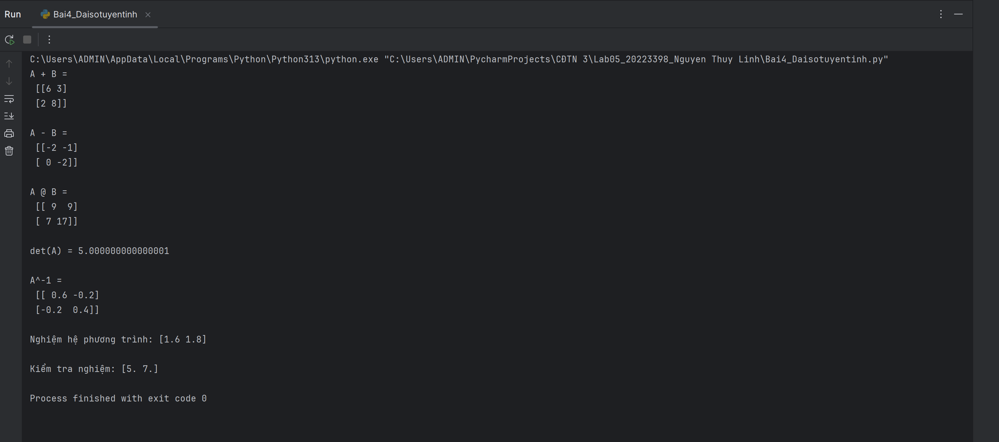 Run Bai4_Daisotuyentinh
C:\Users\ADMIN\AppData\Local\Programs\Python\Python313\python.exe "C:\Users\ADMIN\PycharmProjects\CĐTN 3\Lab05_20223398_Nguyen Thuy Linh\Bai4_Daisotuyentinh.py"
A + B =
 [[6 3]
 [2 8]]
A - B =
 [[-2 -1]
 [ 0 -2]]
A @ B =
 [[ 9  9]
 [ 7 17]]
det(A) = 5.000000000000001
A^-1 =
 [[ 0.6 -0.2]
 [-0.2  0.4]]
Nghiệm hệ phương trình: [1.6 1.8]
Kiểm tra nghiệm: [5. 7.]
Process finished with exit code 0